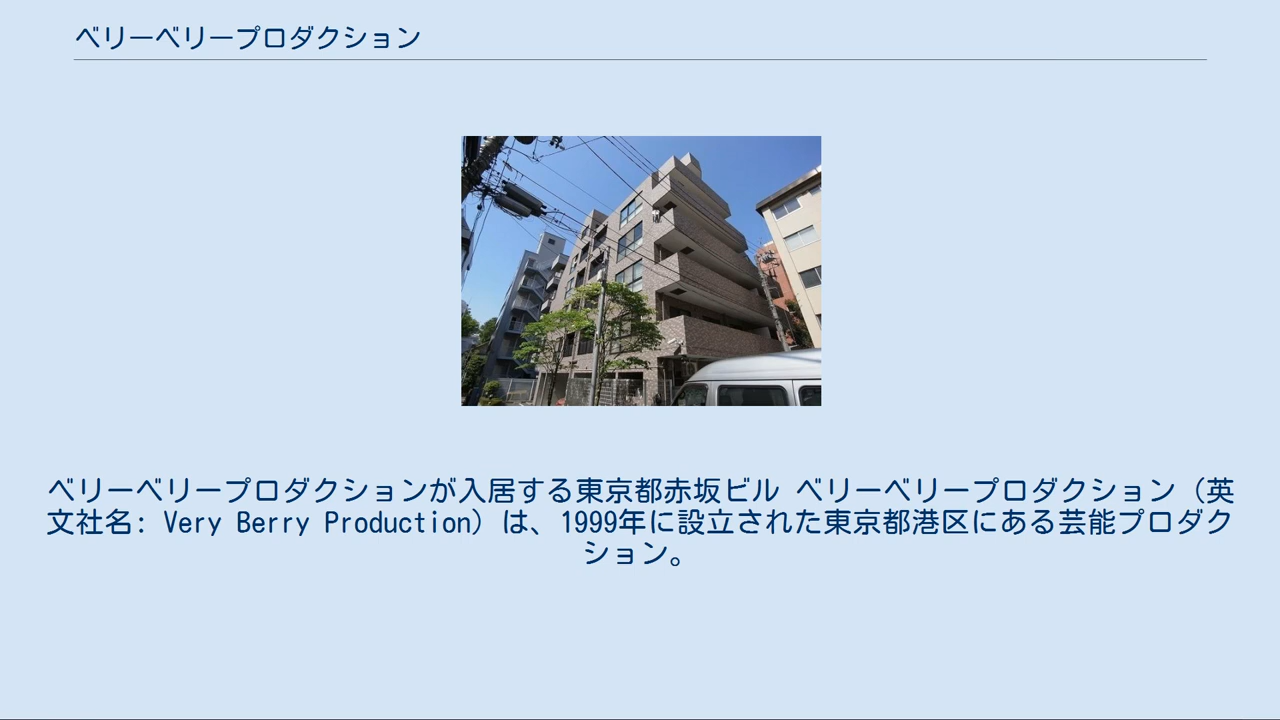 ベリーベリープロダクション
ベリーベリープロダクションが入居する東京都赤坂ビル ベリーベリープロダクション（英
文社名: Very Berry Production）は、1999年に設立された東京都港区にある芸能プロダク
ション。